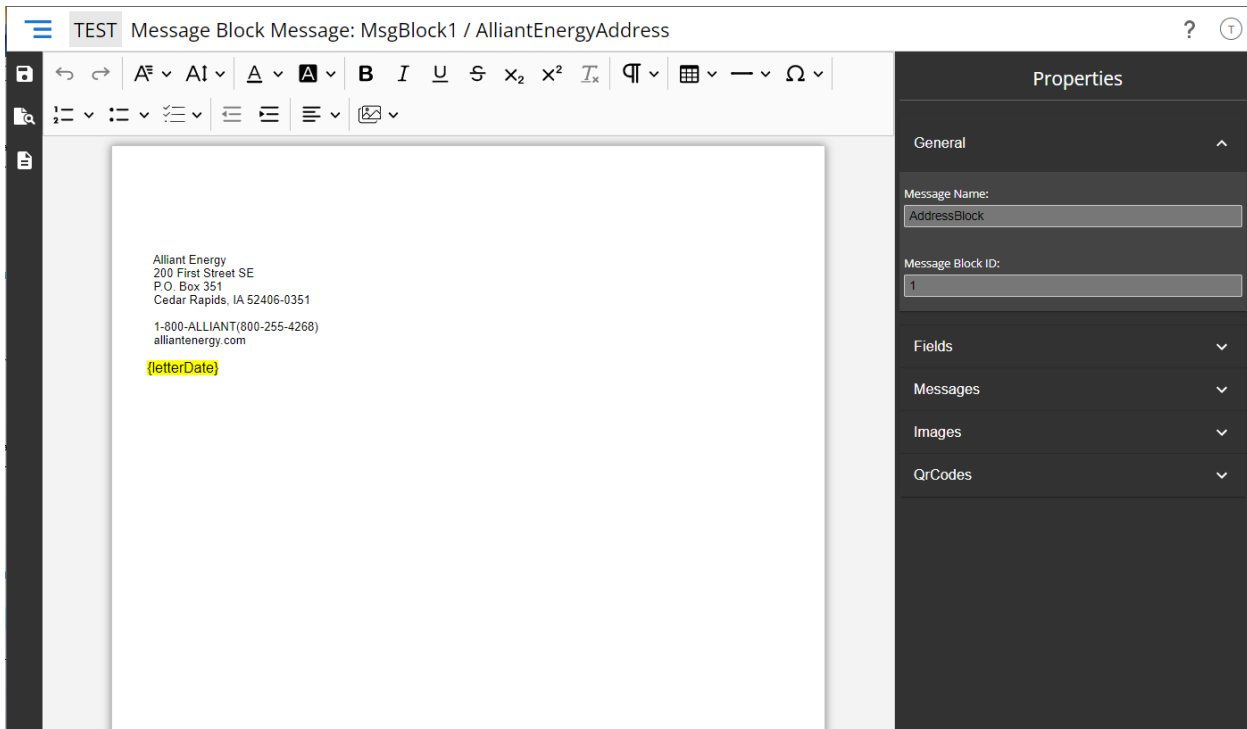 TEST Message Block Message: MsgBlock1 / AlliantEnergyAddress
Properties
General
Message Name:
AddressBlock
Message Block ID:
1
Fields
Messages
Images
QrCodes
Alliant Energy
200 First Street SE
P.O. Box 351
Cedar Rapids, IA 52406-0351
1-800-ALLIANT(800-255-4268)
alliantenergy.com
{letterDate}